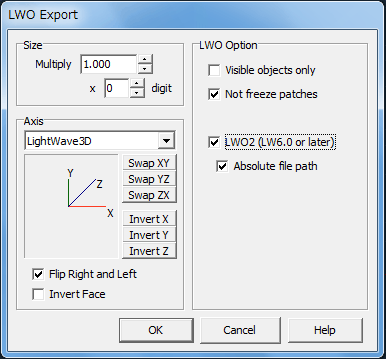 LWO Export
Size
Multiply 1.000
x 0 digit
Axis
LightWave3D
Y
Z
X
Swap XY
Swap YZ
Swap ZX
Invert X
Invert Y
Invert Z
Flip Right and Left
Invert Face
LWO Option
Visible objects only
Not freeze patches
LWO2 (LW6.0 or later)
Absolute file path
OK Cancel Help